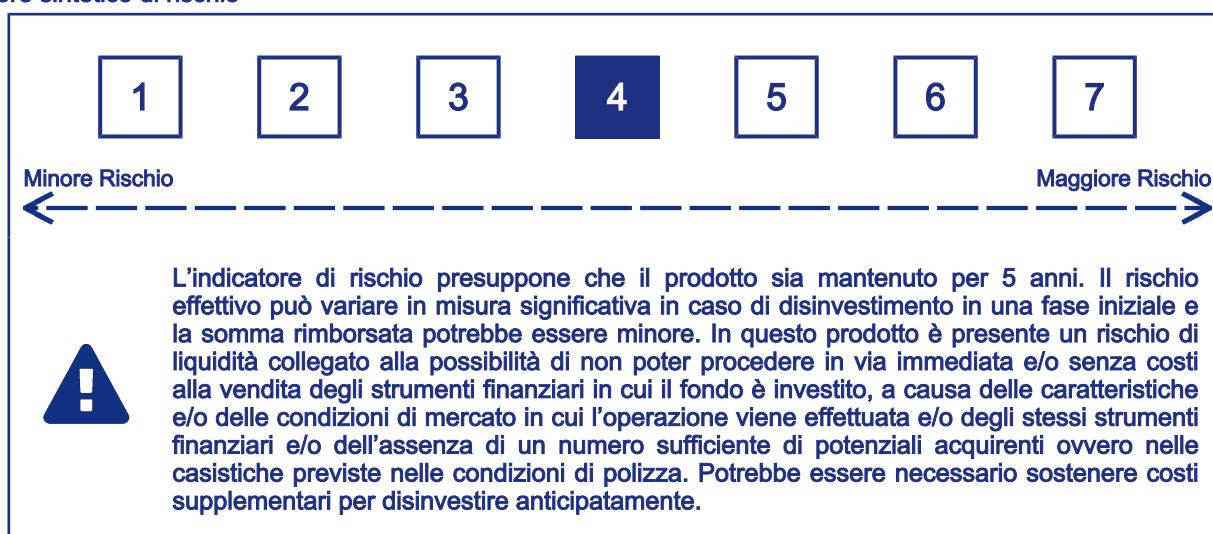 sintetico di rischio
1 2 3 4 5 6 7
Minore Rischio Maggiore Rischio
L'indicatore di rischio presuppone che il prodotto sia mantenuto per 5 anni. Il rischio
effettivo può variare in misura significativa in caso di disinvestimento in una fase iniziale e
la somma rimborsata potrebbe essere minore. In questo prodotto è presente un rischio di
liquidità collegato alla possibilità di non poter procedere in via immediata e/o senza costi
alla vendita degli strumenti finanziari in cui il fondo è investito, a causa delle caratteristiche
e/o delle condizioni di mercato in cui l'operazione viene effettuata e/o degli stessi strumenti
finanziari e/o dell'assenza di un numero sufficiente di potenziali acquirenti ovvero nelle
casistiche previste nelle condizioni di polizza. Potrebbe essere necessario sostenere costi
supplementari per disinvestire anticipatamente.